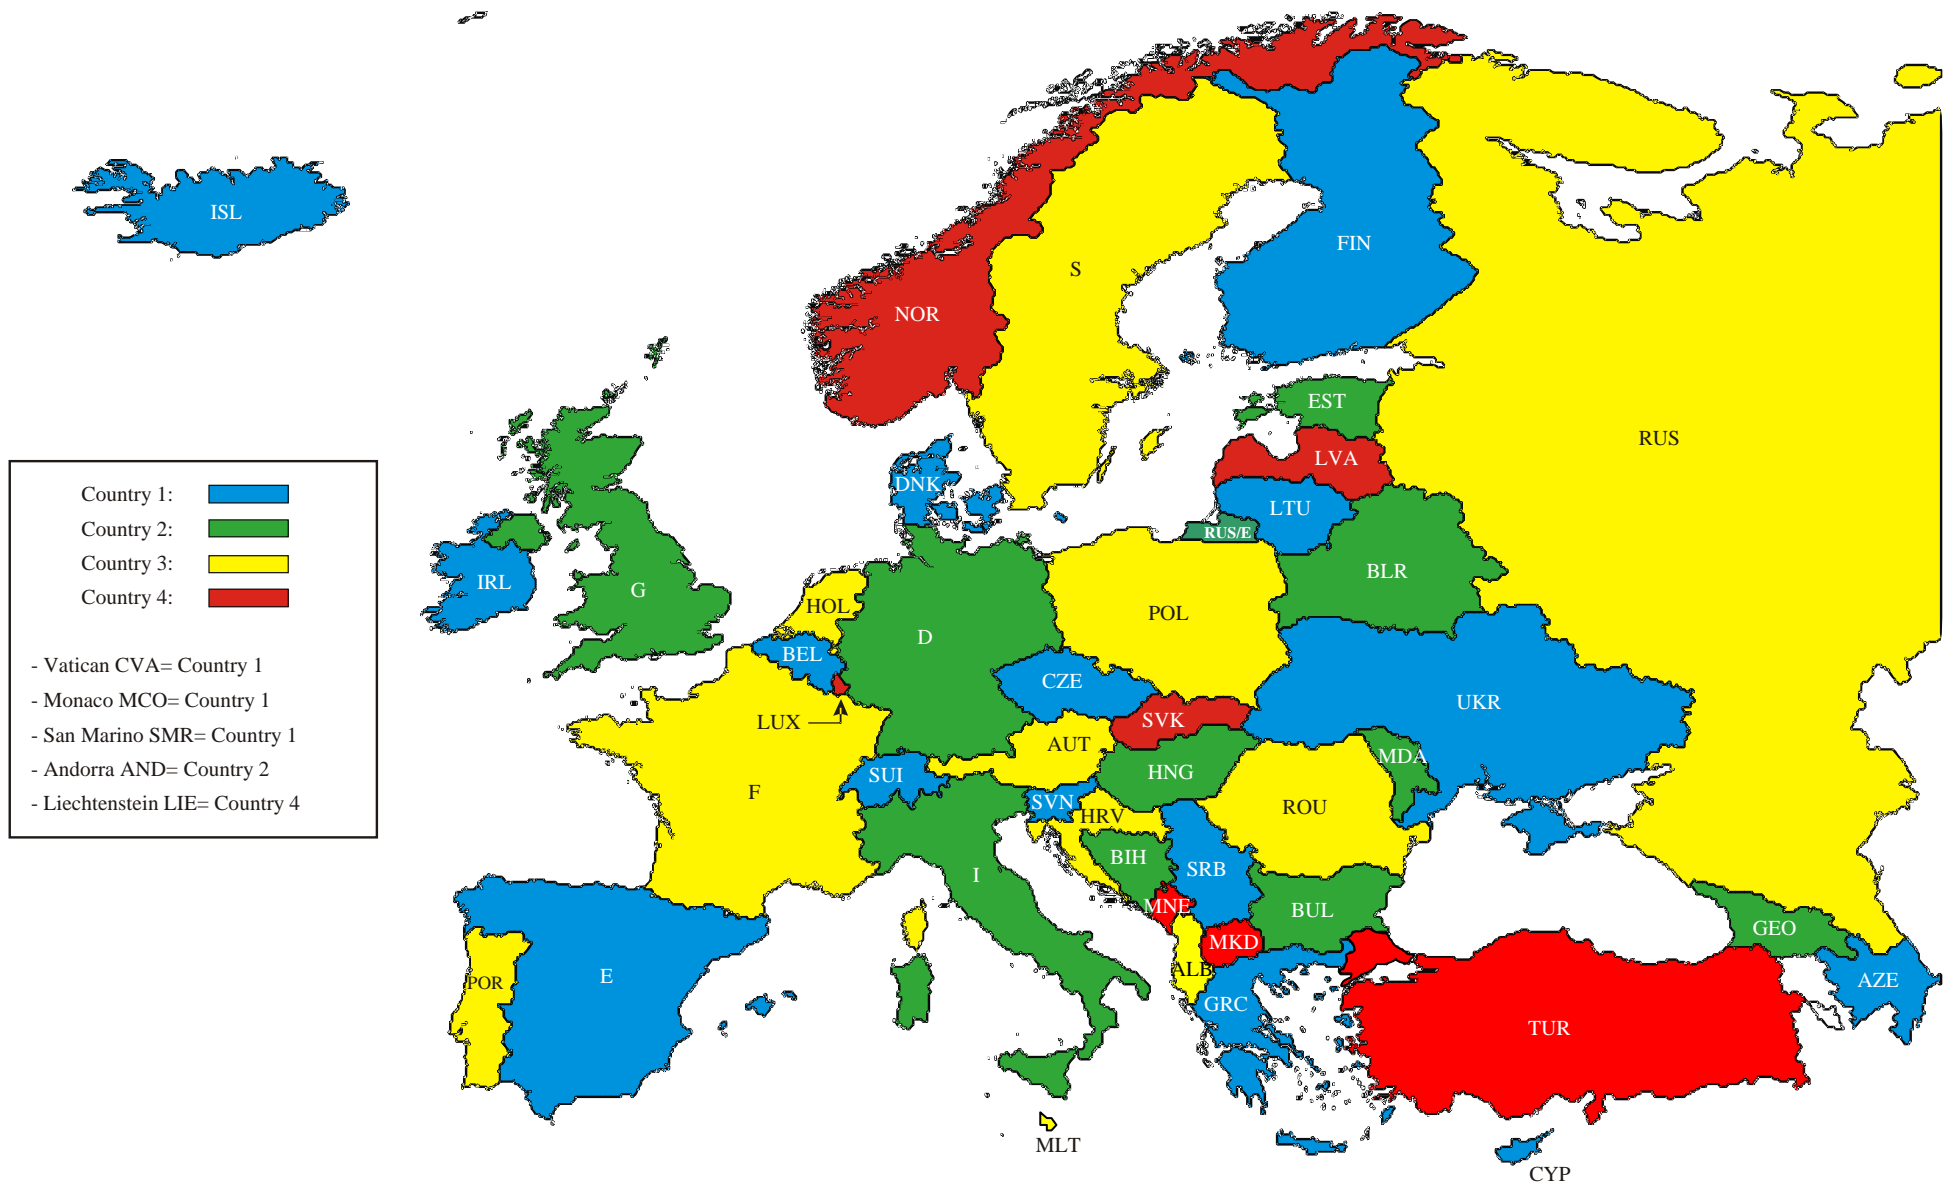 ISL
FIN
S
NOR
EST
RUS
LVA
DNK
LTU
RUS/E
Country 1:
Country 2:
Country 3:
Country 4:
- Vatican CVA= Country 1
- Monaco MCO= Country 1
- San Marino SMR= Country 1
- Andorra AND= Country 2
- Liechtenstein LIE= Country 4
IRL
G
HOL
D
POL
BLR
BEL
CZE
UKR
LUX
SVK
AUT
MDA
SUI
HNG
F
SVN
HRV
ROU
BIH
SRB
I
MNE
BUL
MKD
GEO
POR
E
ALB
AZE
GRC
TUR
MLT
CYP